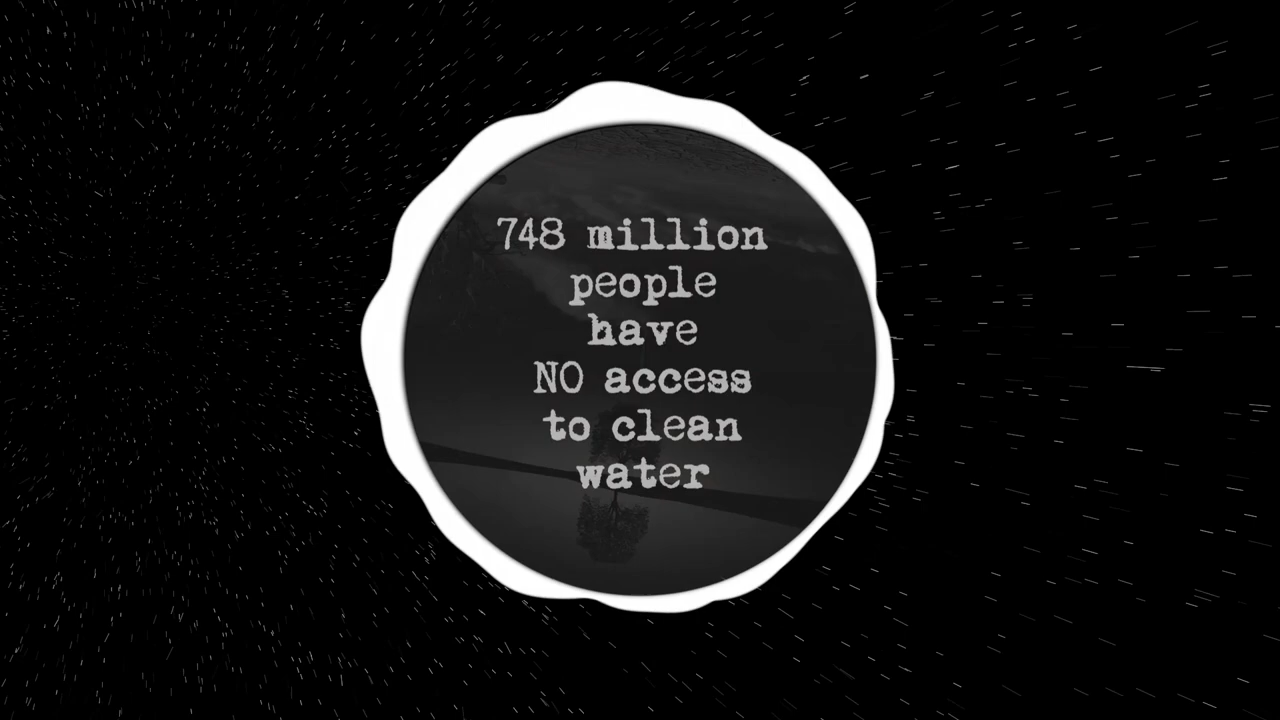 748 million
people
have
NO access
to clean
water